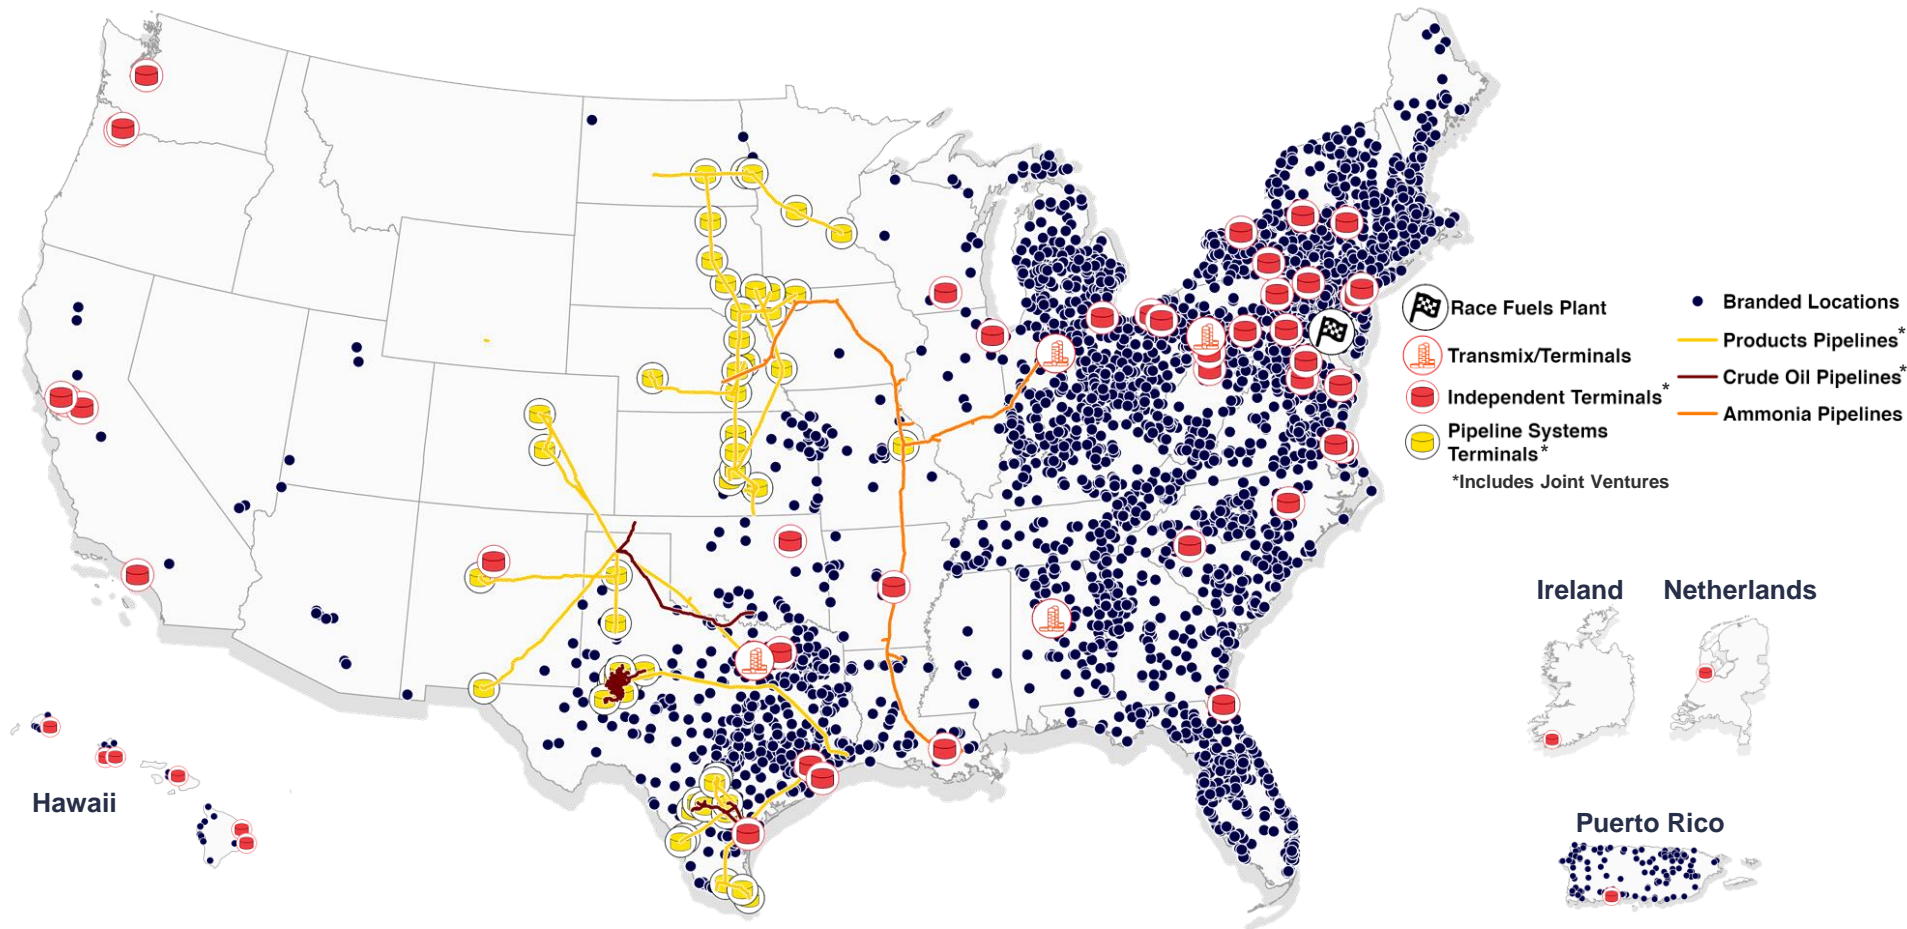 Race Fuels Plant
Transmix/Terminals
Independent Terminals*
Pipeline Systems
Terminals*
*Includes Joint Ventures
Branded Locations
Products Pipelines*
Crude Oil Pipelines*
Ammonia Pipelines
Ireland
Netherlands
Hawaii
Puerto Rico